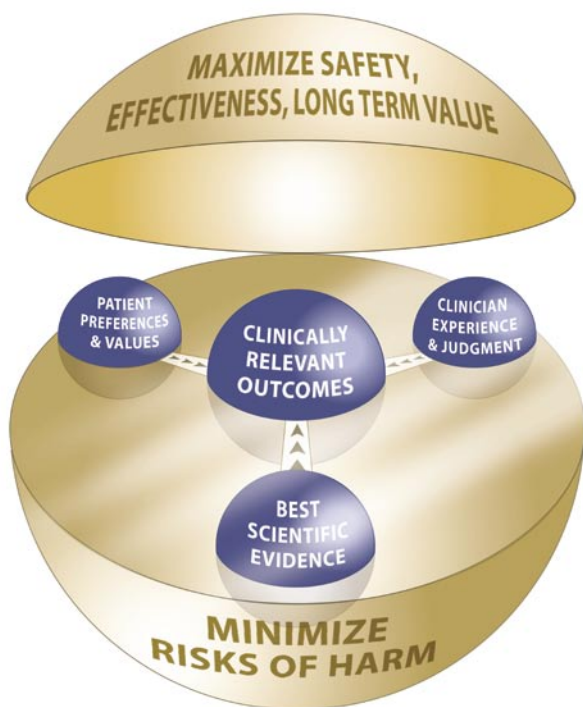 MAXIMIZE SAFETY,
EFFECTIVENESS, LONG TERM VALUE
PATIENT
PREFERENCES
& VALUES
CLINICALLY
RELEVANT
OUTCOMES
CLINICIAN
EXPERIENCE
& JUDGMENT
BEST
SCIENTIFIC
EVIDENCE
MINIMIZE
RISKS OF HARM